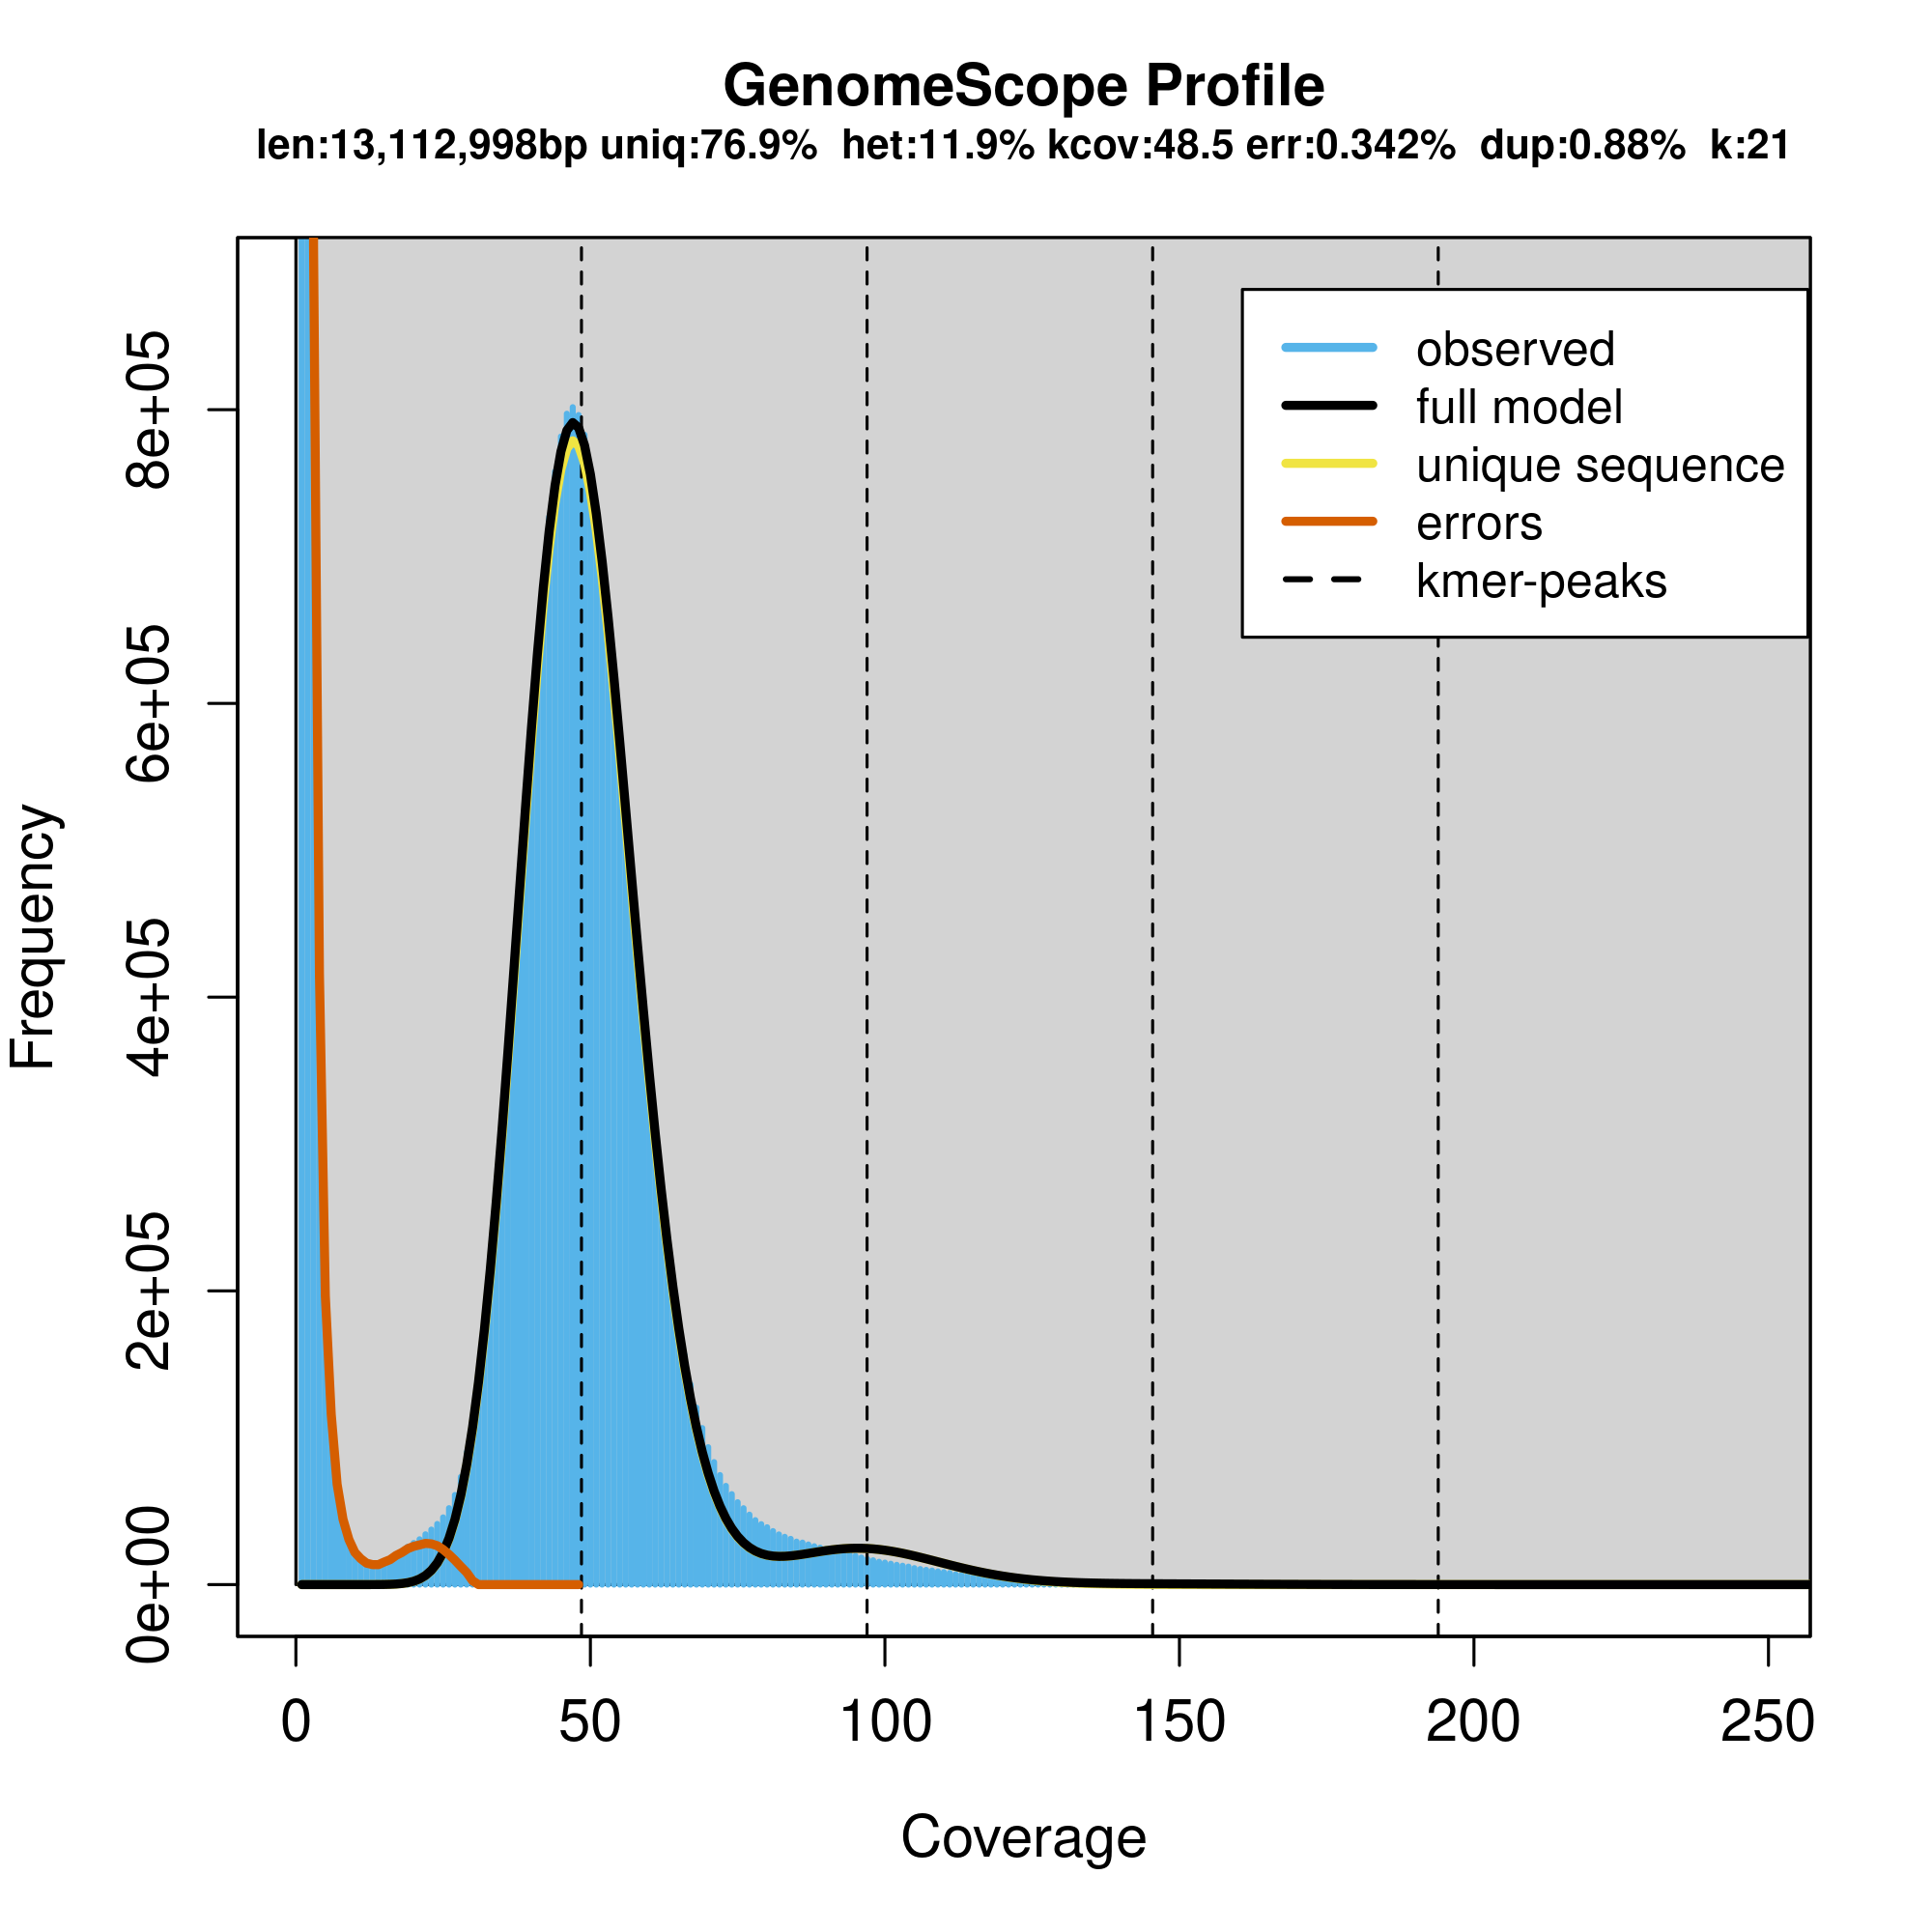 GenomeScope Profile
len:13,112,998bp uniq:76.9% het:11.9% kcov:48.5 err:0.342% dup:0.88% k:21
observed
full model
unique sequence
errors
kmer-peaks
Frequency
8e+05
6e+05
4e+05
2e+05
0e+00
0 50 100 150 200 250
Coverage